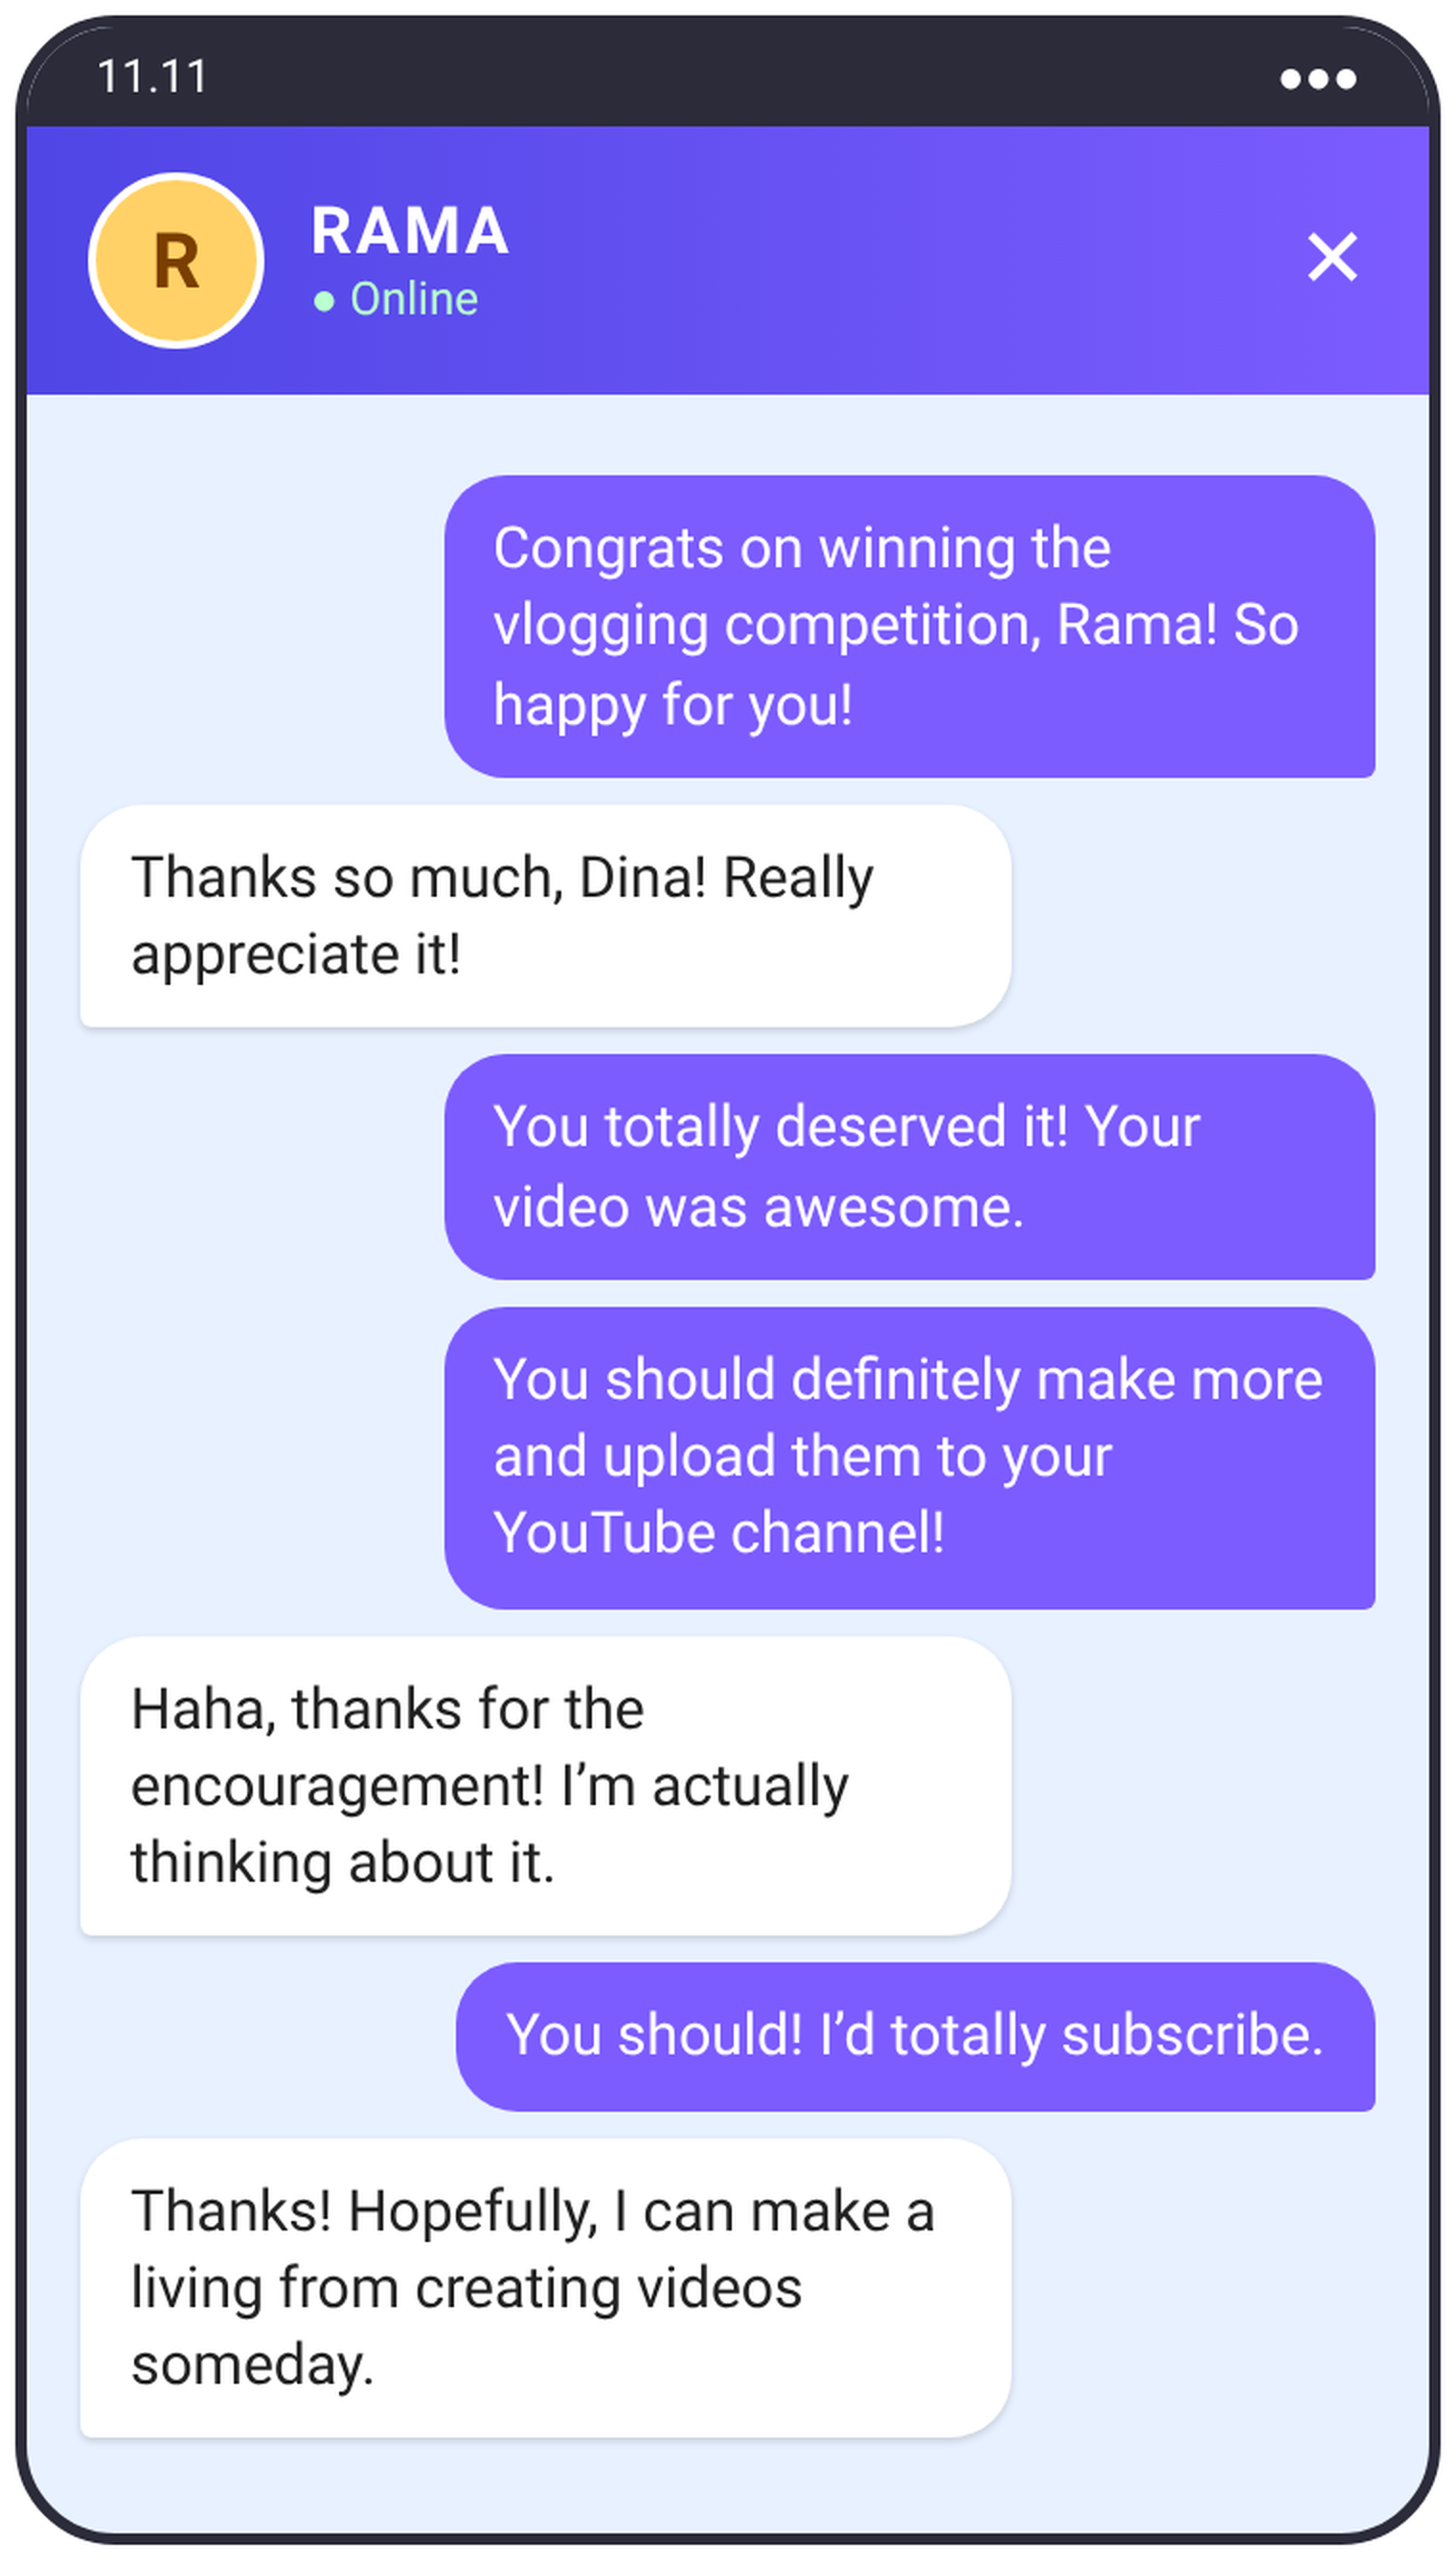 11.11
R
RAMA
Online
Congrats on winning the
vlogging competition, Rama! So
happy for you!
Thanks so much, Dina! Really
appreciate it!
You totally deserved it! Your
video was awesome.
You should definitely make more
and upload them to your
YouTube channel!
Haha, thanks for the
encouragement! I’m actually
thinking about it.
You should! I’d totally subscribe.
Thanks! Hopefully, I can make a
living from creating videos
someday.